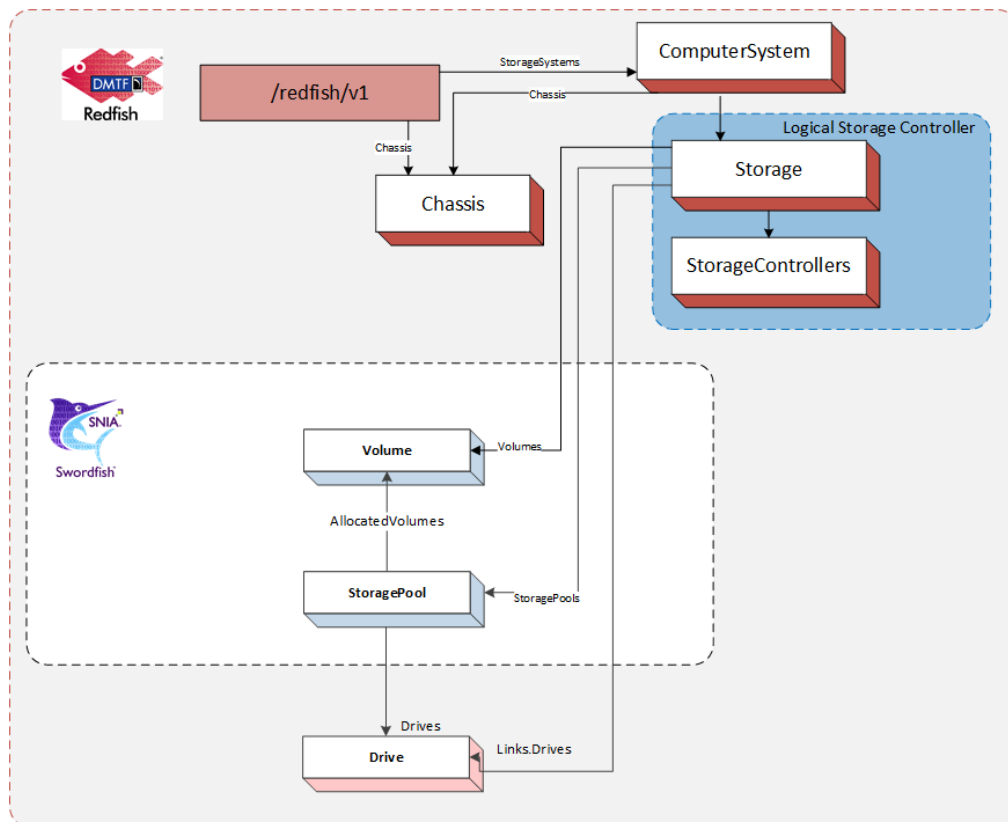 ComputerSystem
StorageSystems
DMTF
Redfish
/redfish/v1
Chassis
Logical Storage Controller
Chassis
Storage
Chassis
StorageControllers
SNIA
Swordfish
Volume
Volumes
AllocatedVolumes
StoragePool
StoragePools
Drives
Drive
Links.Drives